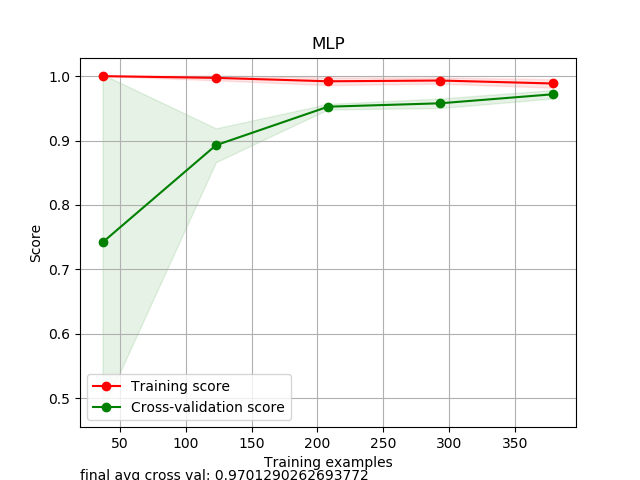 MLP
1.0
0.9
0.8
0.7
0.6
0.5
Score
Training score
Cross-validation score
50 100 150 200 250 300 350
Training examples
final avg cross val: 0.9701290262693772